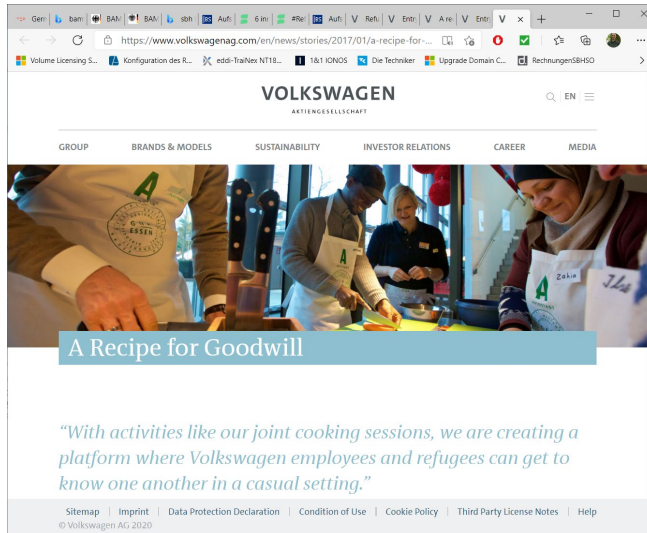 Gerr
bam
BAM
BAM
sbh
Aufs
6 in
#Ref
Aufs
Refu
Entr
A re
Entr
https://www.volkswagenag.com/en/news/stories/2017/01/a-recipe-for-...
Volume Licensing S... Konfiguration des R... eddi-TraiNex NT18... 1&1 IONOS Die Techniker Upgrade Domain C... RechnungenSBHSO
VOLKSWAGEN
AKTIENGESELLSCHAFT
EN
GROUP BRANDS & MODELS SUSTAINABILITY INVESTOR RELATIONS CAREER MEDIA
ESSEN
Zahia
A Recipe for Goodwill
“With activities like our joint cooking sessions, we are creating a
platform where Volkswagen employees and refugees can get to
know one another in a casual setting.”
Sitemap | Imprint | Data Protection Declaration | Condition of Use | Cookie Policy | Third Party License Notes | Help
© Volkswagen AG 2020